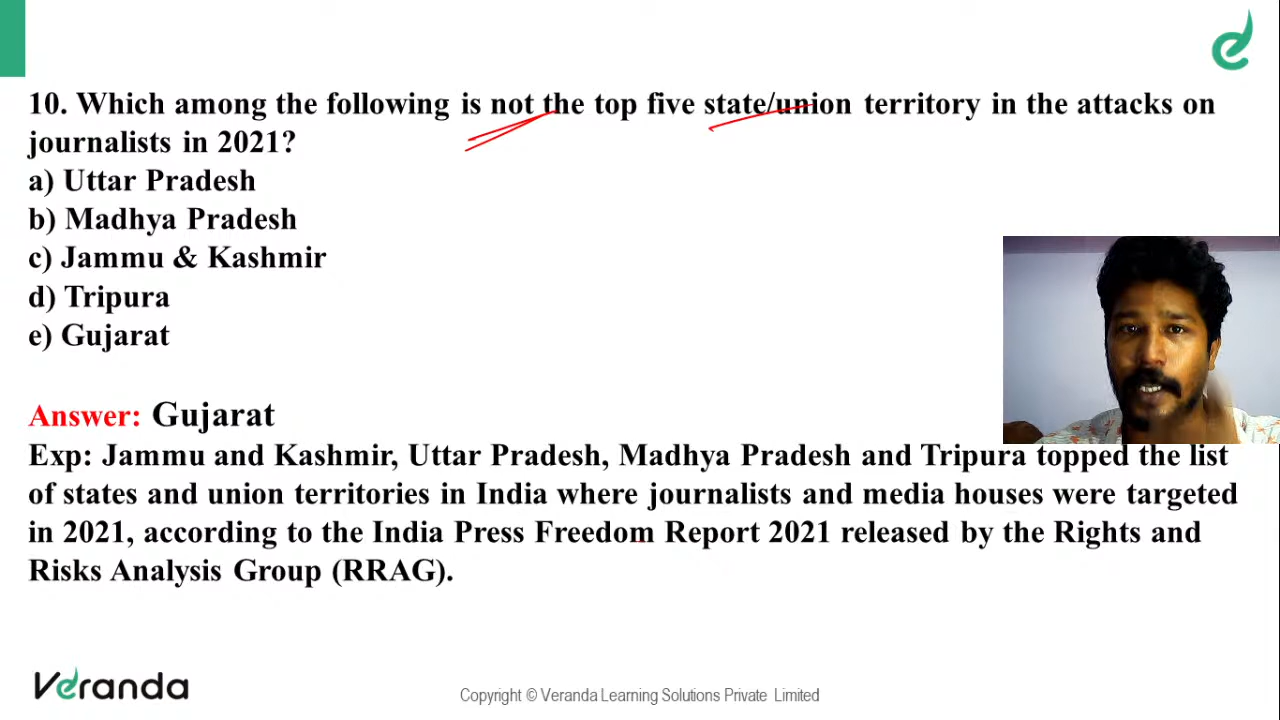 10. Which among the following is not the top five state/union territory in the attacks on
journalists in 2021?
a) Uttar Pradesh
b) Madhya Pradesh
c) Jammu & Kashmir
d) Tripura
e) Gujarat
Answer: Gujarat
Exp: Jammu and Kashmir, Uttar Pradesh, Madhya Pradesh and Tripura topped the list
of states and union territories in India where journalists and media houses were targeted
in 2021, according to the India Press Freedom Report 2021 released by the Rights and
Risks Analysis Group (RRAG).
Veranda
Copyright © Veranda Learning Solutions Private Limited